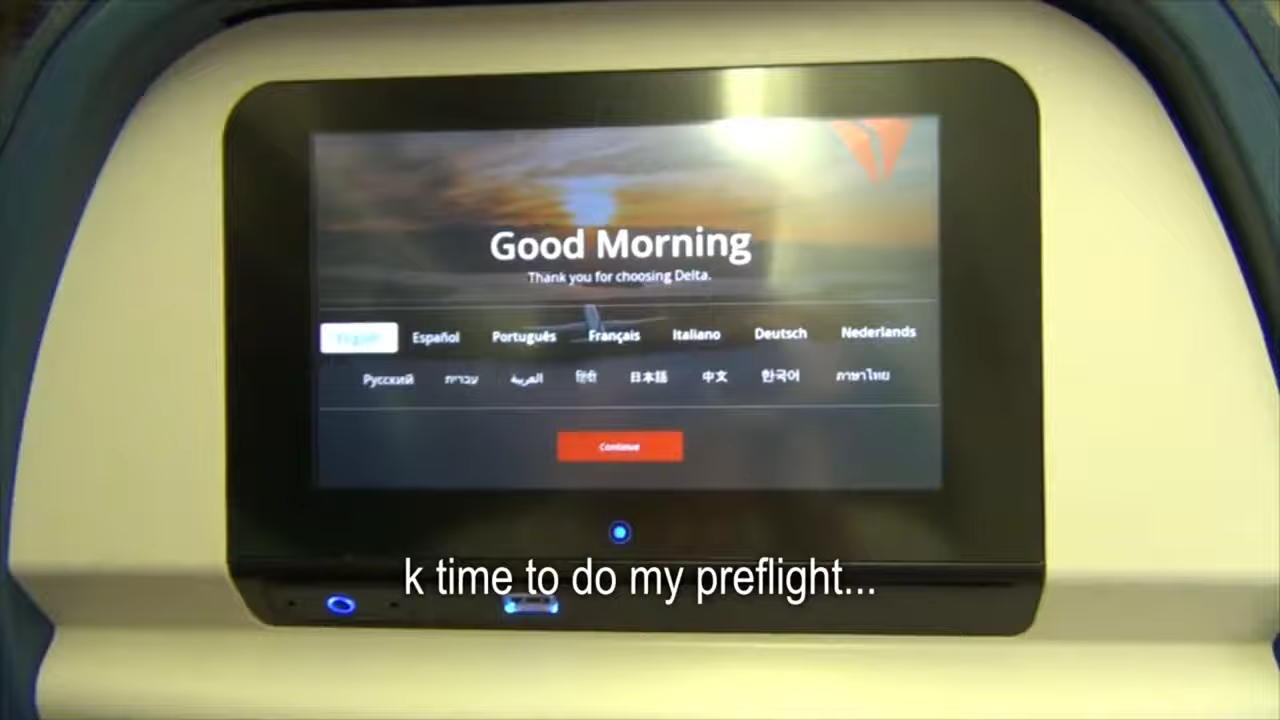 Good Morning
Thank you for choosing Delta.
English Español Português Français Italiano Deutsch Nederlands
Русский עברית العربية हिंदी 日本語 中文 한국어 ภาษาไทย
Continue
k time to do my preflight...